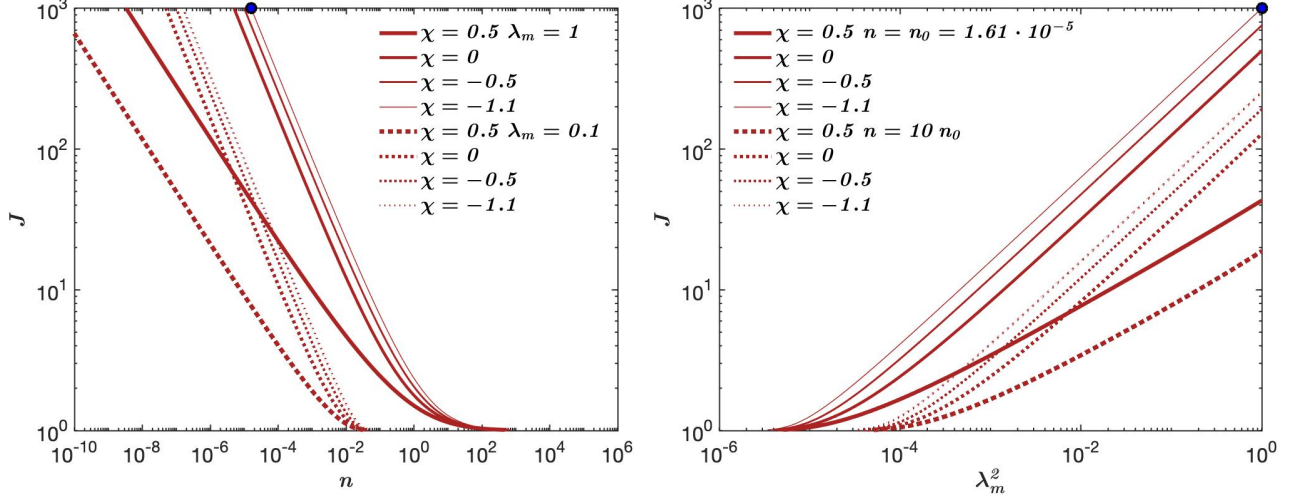 10^3
10^2
10^1
10^0
J
χ = 0.5 λ_m = 1
χ = 0
χ = −0.5
χ = −1.1
χ = 0.5 λ_m = 0.1
χ = 0
χ = −0.5
χ = −1.1
10^-10 10^-8 10^-6 10^-4 10^-2 10^0 10^2 10^4 10^6
n
10^3
10^2
10^1
10^0
J
χ = 0.5 n = n_0 = 1.61 · 10^-5
χ = 0
χ = −0.5
χ = −1.1
χ = 0.5 n = 10 n_0
χ = 0
χ = −0.5
χ = −1.1
10^-6 10^-4 10^-2 10^0
λ_m^2